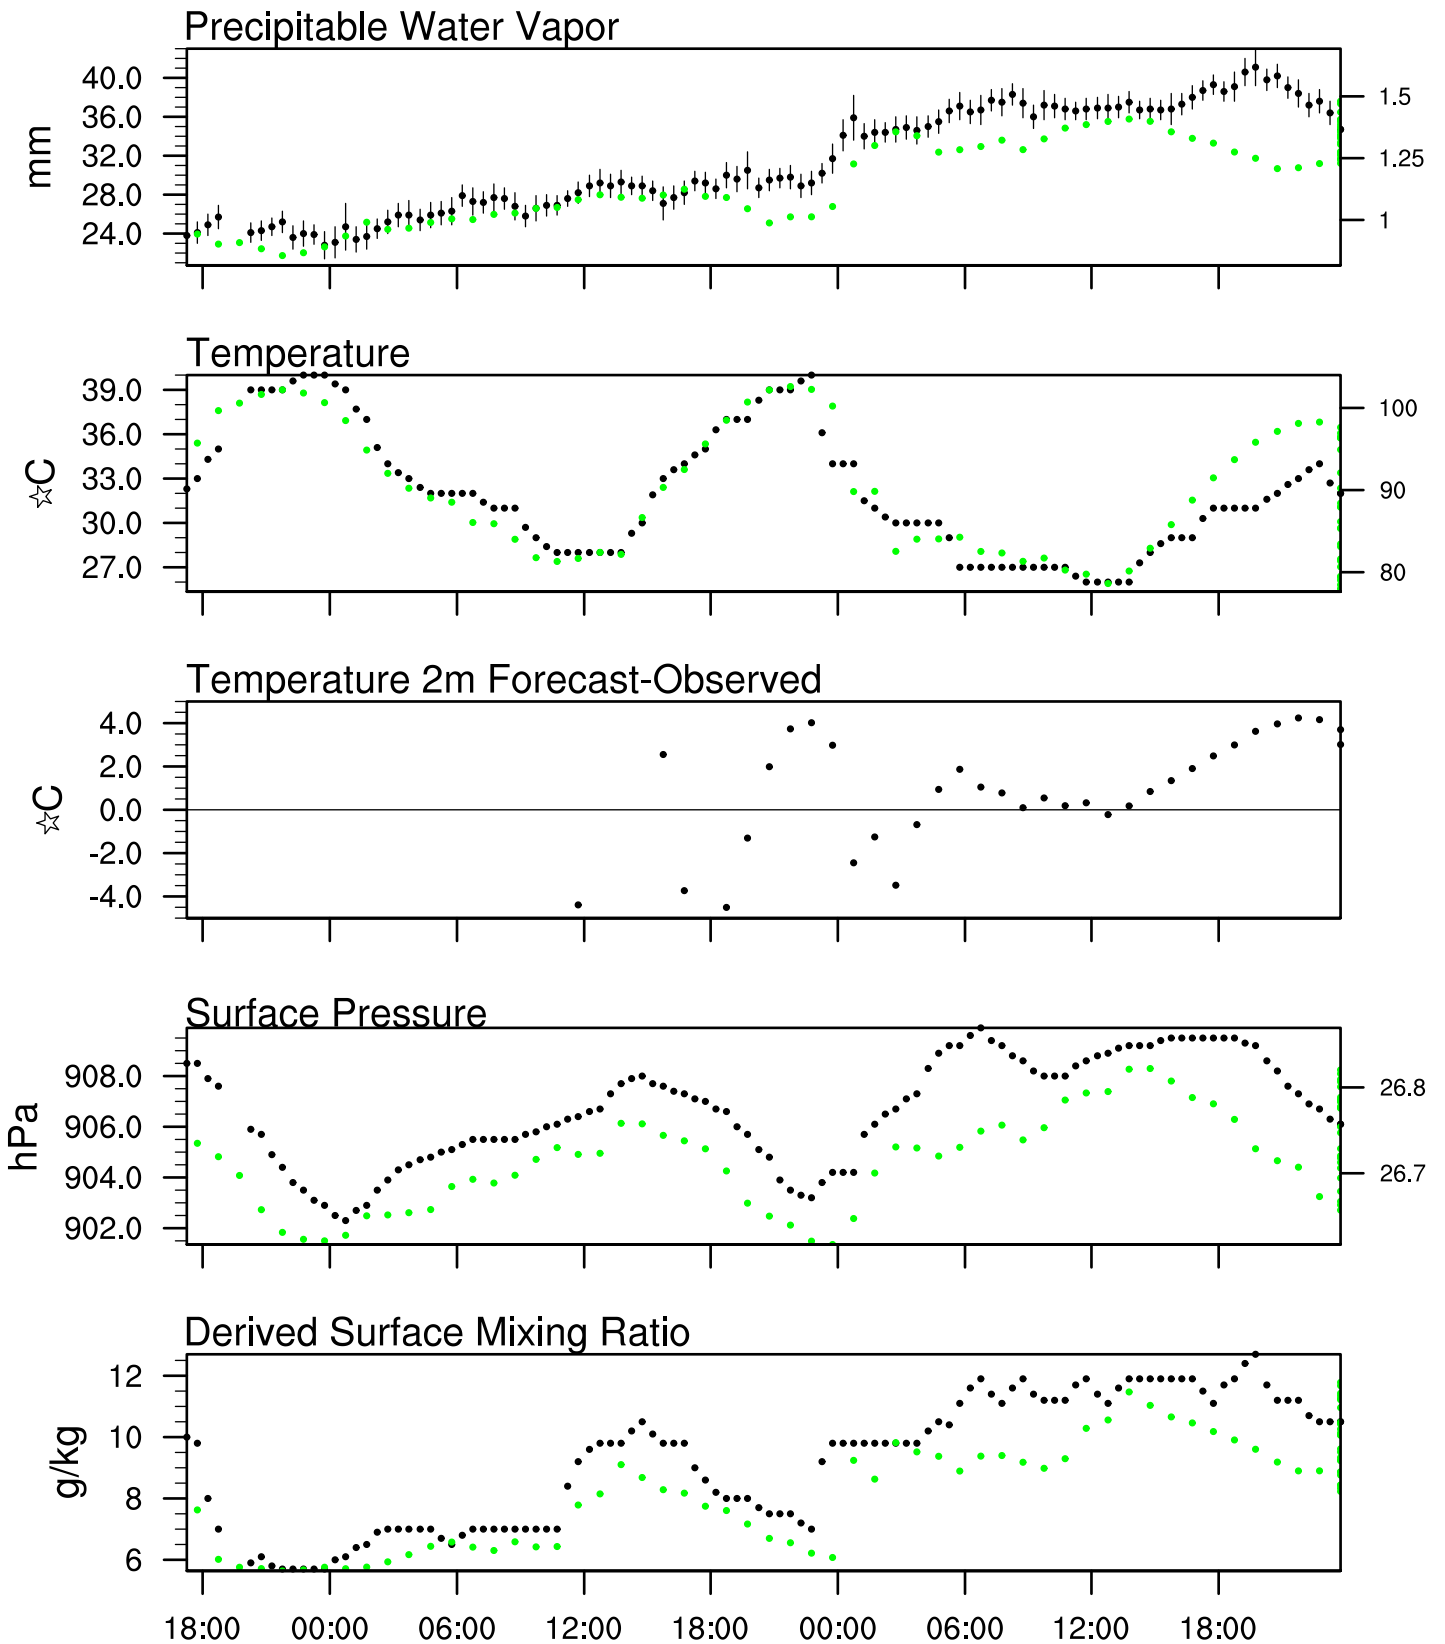 Precipitable Water Vapor
40.0
36.0
32.0
28.0
24.0
mm
1.5
1.25
1
Temperature
39.0
36.0
33.0
30.0
27.0
☆C
100
90
80
Temperature 2m Forecast-Observed
4.0
2.0
0.0
-2.0
-4.0
☆C
Surface Pressure
908.0
906.0
904.0
902.0
hPa
26.8
26.7
Derived Surface Mixing Ratio
12
10
8
6
g/kg
18:00 00:00 06:00 12:00 18:00 00:00 06:00 12:00 18:00